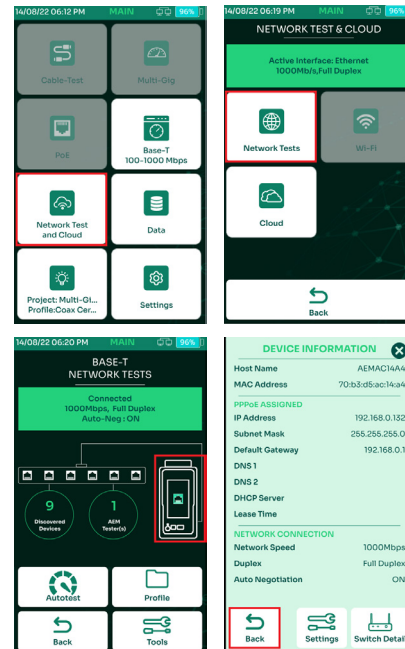 14/08/22 06:12 PM MAIN 96%
Cable-Test
Multi-Gig
PoE
Base-T
100-1000 Mbps
Network Test
and Cloud
Data
Project: Multi-Gi...
Profile:Coax Cer...
Settings
14/08/22 06:19 PM MAIN 96%
NETWORK TEST & CLOUD
Active Interface: Ethernet
1000Mb/s,Full Duplex
Network Tests
Wi-Fi
Cloud
Back
14/08/22 06:20 PM MAIN 96%
BASE-T
NETWORK TESTS
Connected
1000Mbps, Full Duplex
Auto-Neg : ON
9
Discovered
Devices
1
AEM
Tester(s)
Autotest
Profile
Back
Tools
DEVICE INFORMATION
Host Name AEMAC14A4
MAC Address 70:b3:d5:ac:14:a4
PPPoE ASSIGNED
IP Address 192.168.0.132
Subnet Mask 255.255.255.0
Default Gateway 192.168.0.1
DNS 1
DNS 2
DHCP Server
Lease Time
NETWORK CONNECTION
Network Speed 1000Mbps
Duplex Full Duplex
Auto Negotiation ON
Back
Settings
Switch Detail